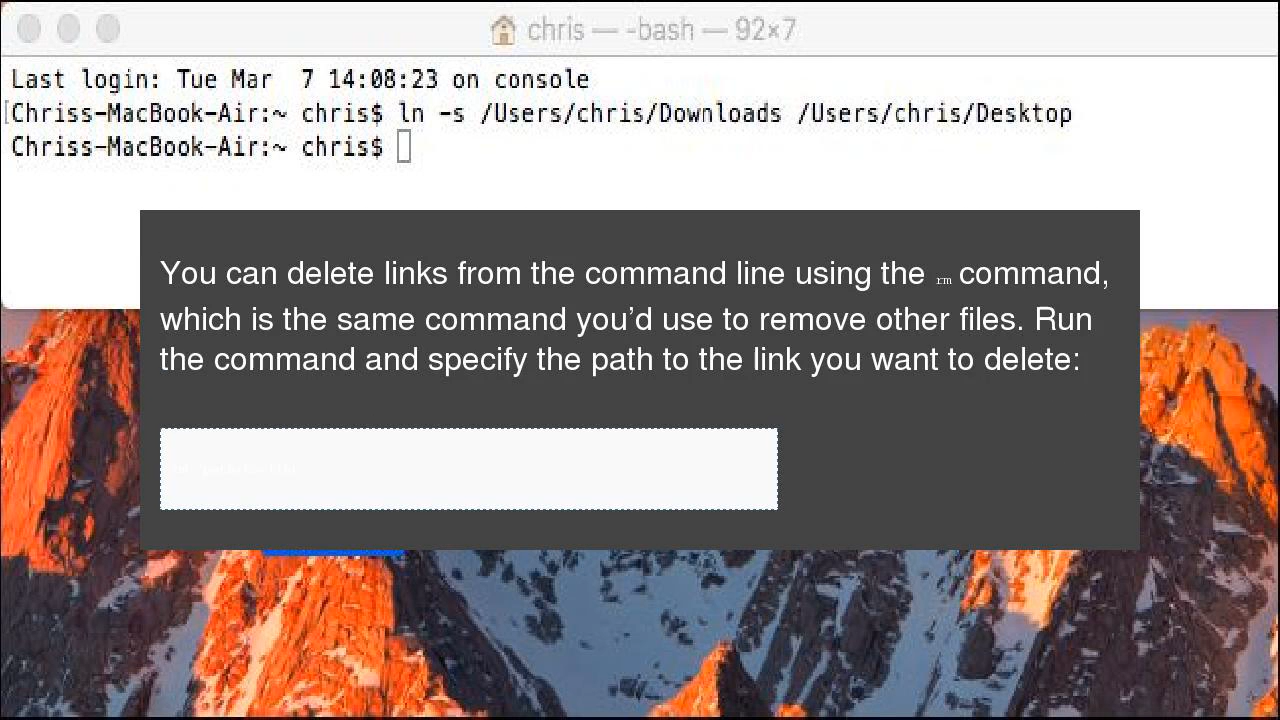 chris — -bash — 92×7
Last login: Tue Mar  7 14:08:23 on console
[Chriss-MacBook-Air:~ chris$ ln -s /Users/chris/Downloads /Users/chris/Desktop
Chriss-MacBook-Air:~ chris$
You can delete links from the command line using the rm command,
which is the same command you’d use to remove other files. Run
the command and specify the path to the link you want to delete: